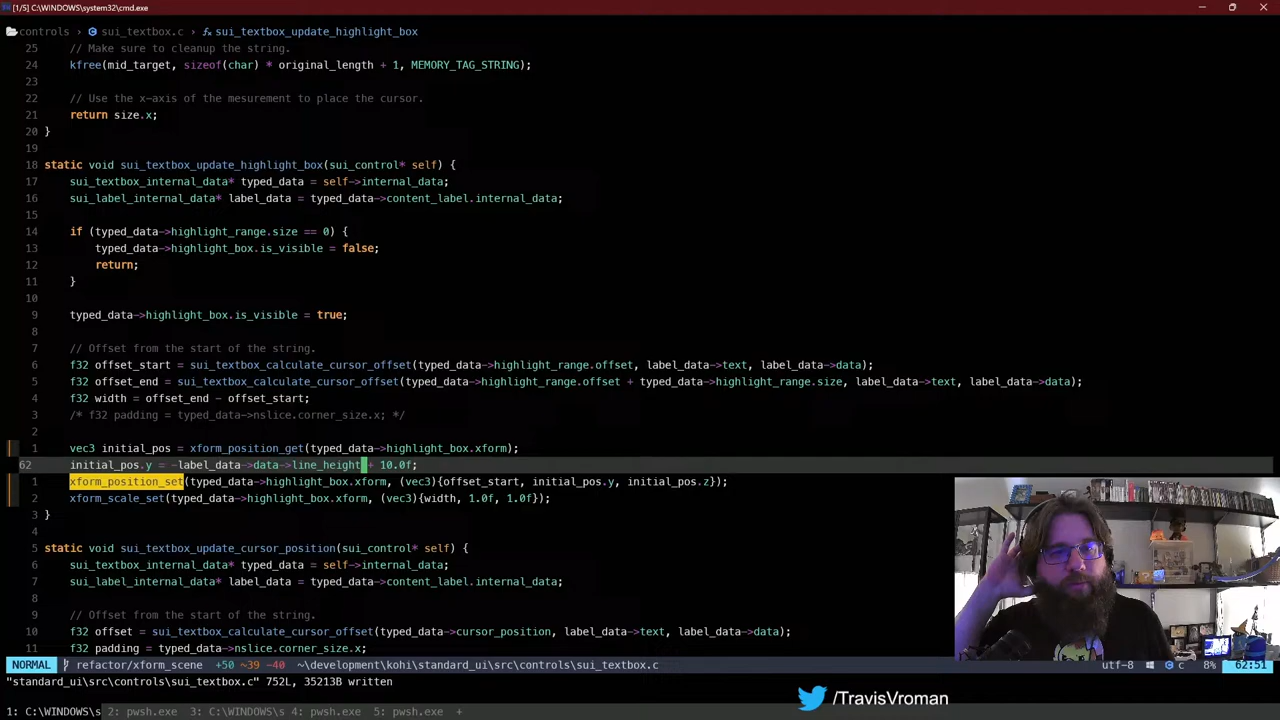 [1/5] C:\WINDOWS\system32\cmd.exe
controls > sui_textbox.c > sui_textbox_update_highlight_box
25 // Make sure to cleanup the string.
24 kfree(mid_target, sizeof(char) * original_length + 1, MEMORY_TAG_STRING);
23
22 // Use the x-axis of the mesurement to place the cursor.
21 return size.x;
20 }
19
18 static void sui_textbox_update_highlight_box(sui_control* self) {
17 sui_textbox_internal_data* typed_data = self->internal_data;
16 sui_label_internal_data* label_data = typed_data->content_label.internal_data;
15
14 if (typed_data->highlight_range.size == 0) {
13 typed_data->highlight_box.is_visible = false;
12 return;
11 }
10
9 typed_data->highlight_box.is_visible = true;
8
7 // Offset from the start of the string.
6 f32 offset_start = sui_textbox_calculate_cursor_offset(typed_data->highlight_range.offset, label_data->text, label_data->data);
5 f32 offset_end = sui_textbox_calculate_cursor_offset(typed_data->highlight_range.offset + typed_data->highlight_range.size, label_data->text, label_data->data);
4 f32 width = offset_end - offset_start;
3 /* f32 padding = typed_data->nslice.corner_size.x; */
2
1 vec3 initial_pos = xform_position_get(typed_data->highlight_box.xform);
62 initial_pos.y = -label_data->data->line_height + 10.0f;
1 xform_position_set(typed_data->highlight_box.xform, (vec3){offset_start, initial_pos.y, initial_pos.z});
2 xform_scale_set(typed_data->highlight_box.xform, (vec3){width, 1.0f, 1.0f});
3 }
4
5 static void sui_textbox_update_cursor_position(sui_control* self) {
6 sui_textbox_internal_data* typed_data = self->internal_data;
7 sui_label_internal_data* label_data = typed_data->content_label.internal_data;
8
9 // Offset from the start of the string.
10 f32 offset = sui_textbox_calculate_cursor_offset(typed_data->cursor_position, label_data->text, label_data->data);
11 f32 padding = typed_data->nslice.corner_size.x;
NORMAL refactor/xform_scene +50 ~39 -40 ~\development\kohi\standard_ui\src\controls\sui_textbox.c utf-8 c 8% 62:51
"standard_ui\src\controls\sui_textbox.c" 752L, 35213B written
/TravisVroman
1: C:\WINDOWS\s 2: pwsh.exe 3: C:\WINDOWS\s 4: pwsh.exe 5: pwsh.exe +